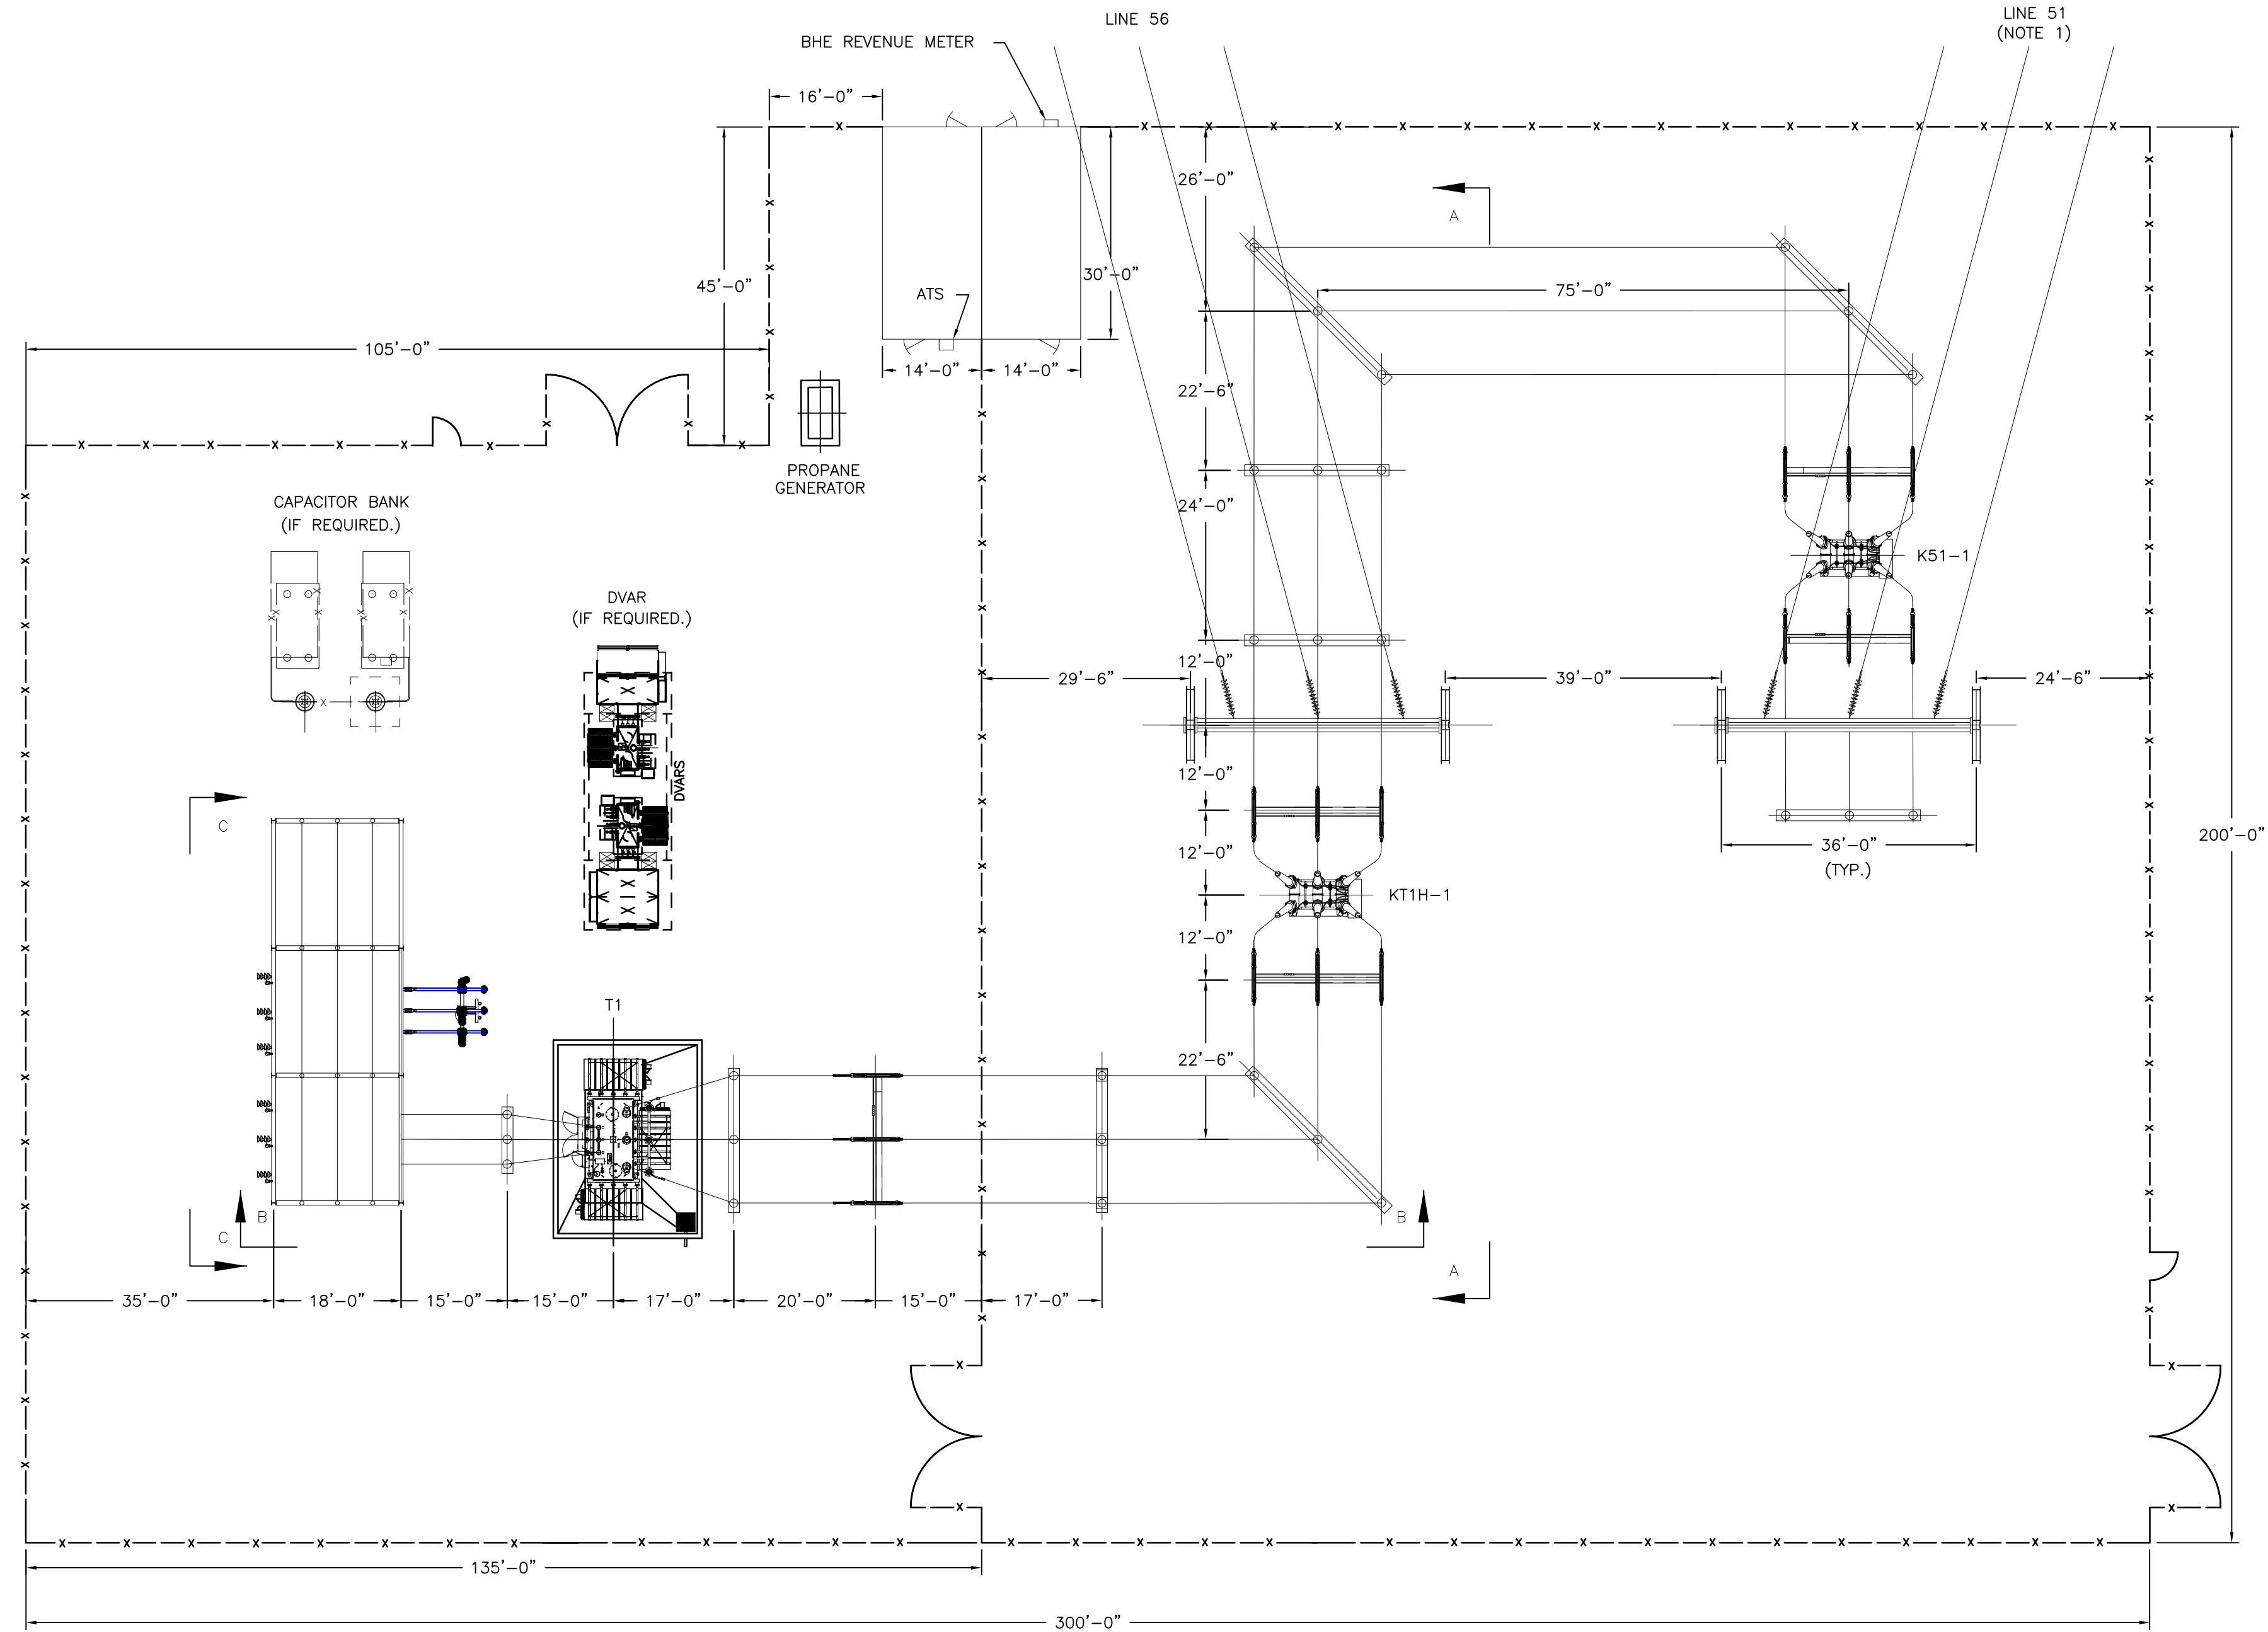 LINE 56
LINE 51
(NOTE 1)
BHE REVENUE METER
16'-0"
26'-0"
A
45'-0"
30'-0"
ATS
75'-0"
105'-0"
14'-0"
14'-0"
22'-6"
PROPANE
GENERATOR
CAPACITOR BANK
(IF REQUIRED.)
24'-0"
K51-1
DVAR
(IF REQUIRED.)
12'-0"
29'-6"
39'-0"
24'-6"
DVARS
12'-0"
C
200'-0"
36'-0"
(TYP.)
12'-0"
KT1H-1
12'-0"
T1
22'-6"
B
B
C
A
35'-0"
18'-0"
15'-0"
15'-0"
17'-0"
20'-0"
15'-0"
17'-0"
135'-0"
300'-0"